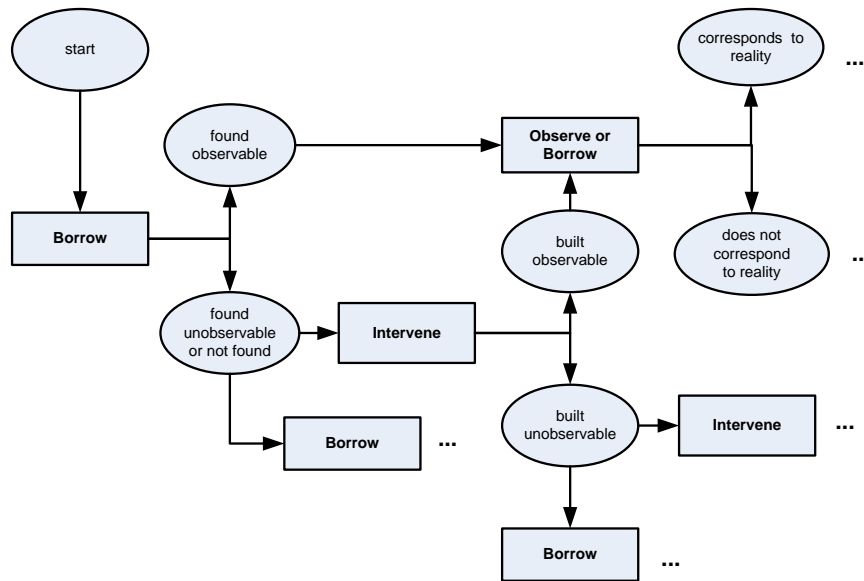 start
corresponds to
reality
...
found
observable
Observe or
Borrow
Borrow
built
observable
does not
correspond
to reality
..
found
unobservable
or not found
Intervene
built
unobservable
Intervene
...
Borrow
...
Borrow
...